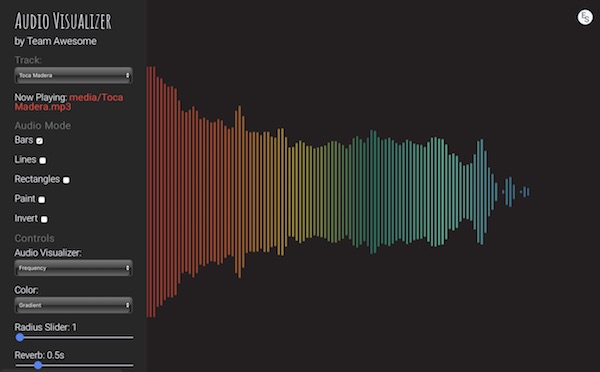 AUDIO VISUALIZER
by Team Awesome
Track:
Toca Madera
Now Playing: media/Toca
Madera.mp3
Audio Mode
Bars
Lines
Rectangles
Paint
Invert
Controls
Audio Visualizer:
Frequency
Color:
Gradient
Radius Slider: 1
Reverb: 0.5s
ES